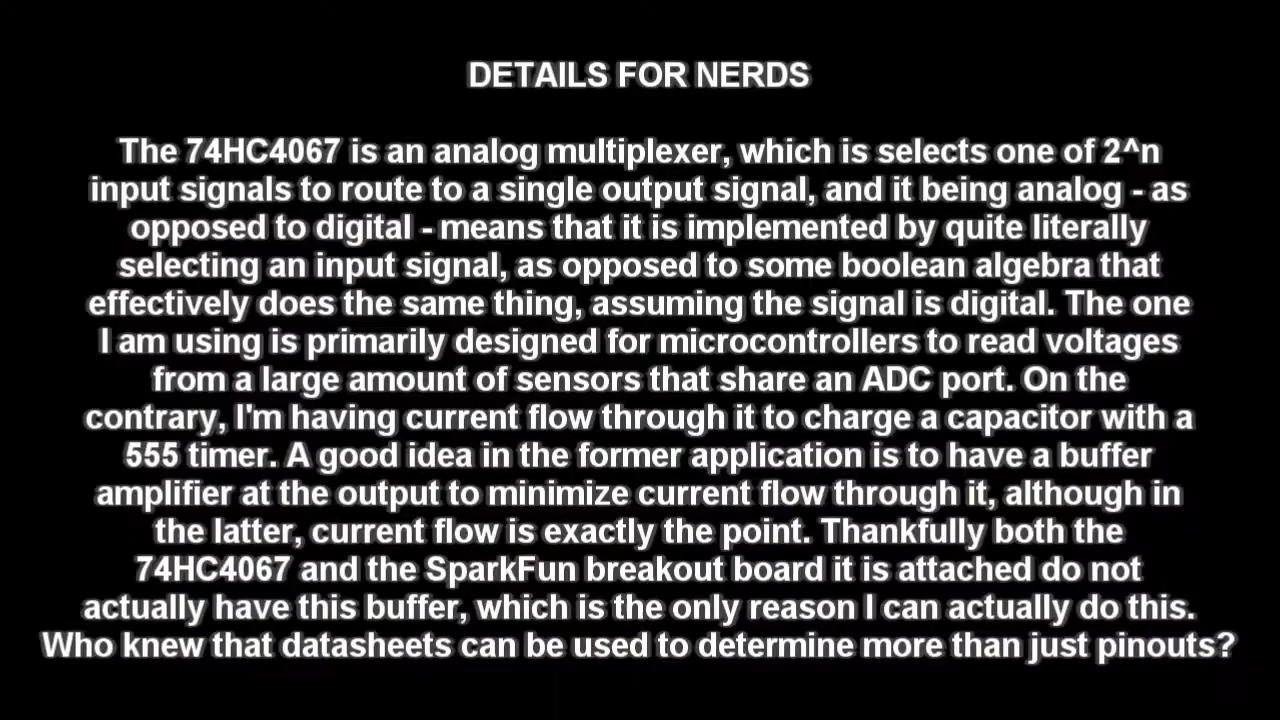 DETAILS FOR NERDS
The 74HC4067 is an analog multiplexer, which is selects one of 2^n
input signals to route to a single output signal, and it being analog - as
opposed to digital - means that it is implemented by quite literally
selecting an input signal, as opposed to some boolean algebra that
effectively does the same thing, assuming the signal is digital. The one
I am using is primarily designed for microcontrollers to read voltages
from a large amount of sensors that share an ADC port. On the
contrary, I'm having current flow through it to charge a capacitor with a
555 timer. A good idea in the former application is to have a buffer
amplifier at the output to minimize current flow through it, although in
the latter, current flow is exactly the point. Thankfully both the
74HC4067 and the SparkFun breakout board it is attached do not
actually have this buffer, which is the only reason I can actually do this.
Who knew that datasheets can be used to determine more than just pinouts?